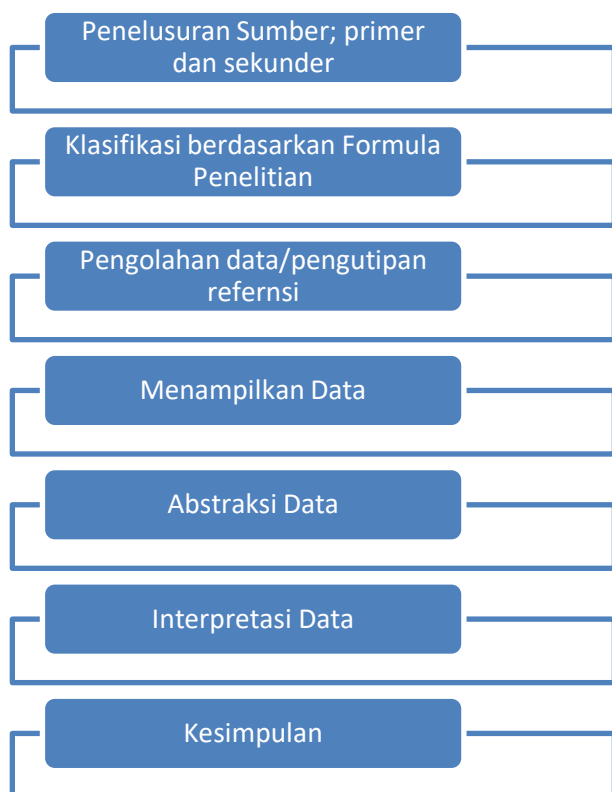 Penelusuran Sumber; primer
dan sekunder
Klasifikasi berdasarkan Formula
Penelitian
Pengolahan data/pengutipan
refernsi
Menampilkan Data
Abstraksi Data
Interpretasi Data
Kesimpulan